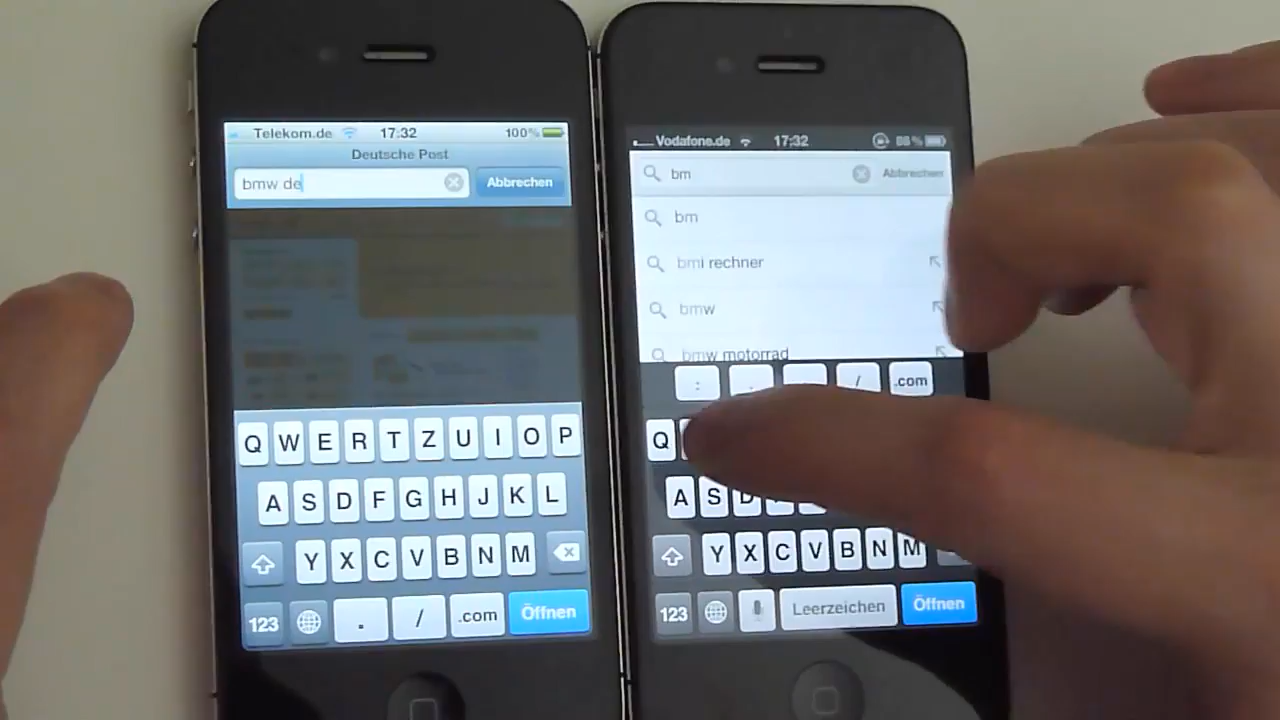 Telekom.de 17:32 100%
Deutsche Post
bmw de Abbrechen
Q W E R T Z U I O P
A S D F G H J K L
Y X C V B N M
123 . / .com Öffnen
Vodafone.de 17:32 88%
bm Abbrechen
bm
bmi rechner
bmw
bmw motorrad
: / .com
Q
A S D
Y X C V B N M
123 Leerzeichen Öffnen